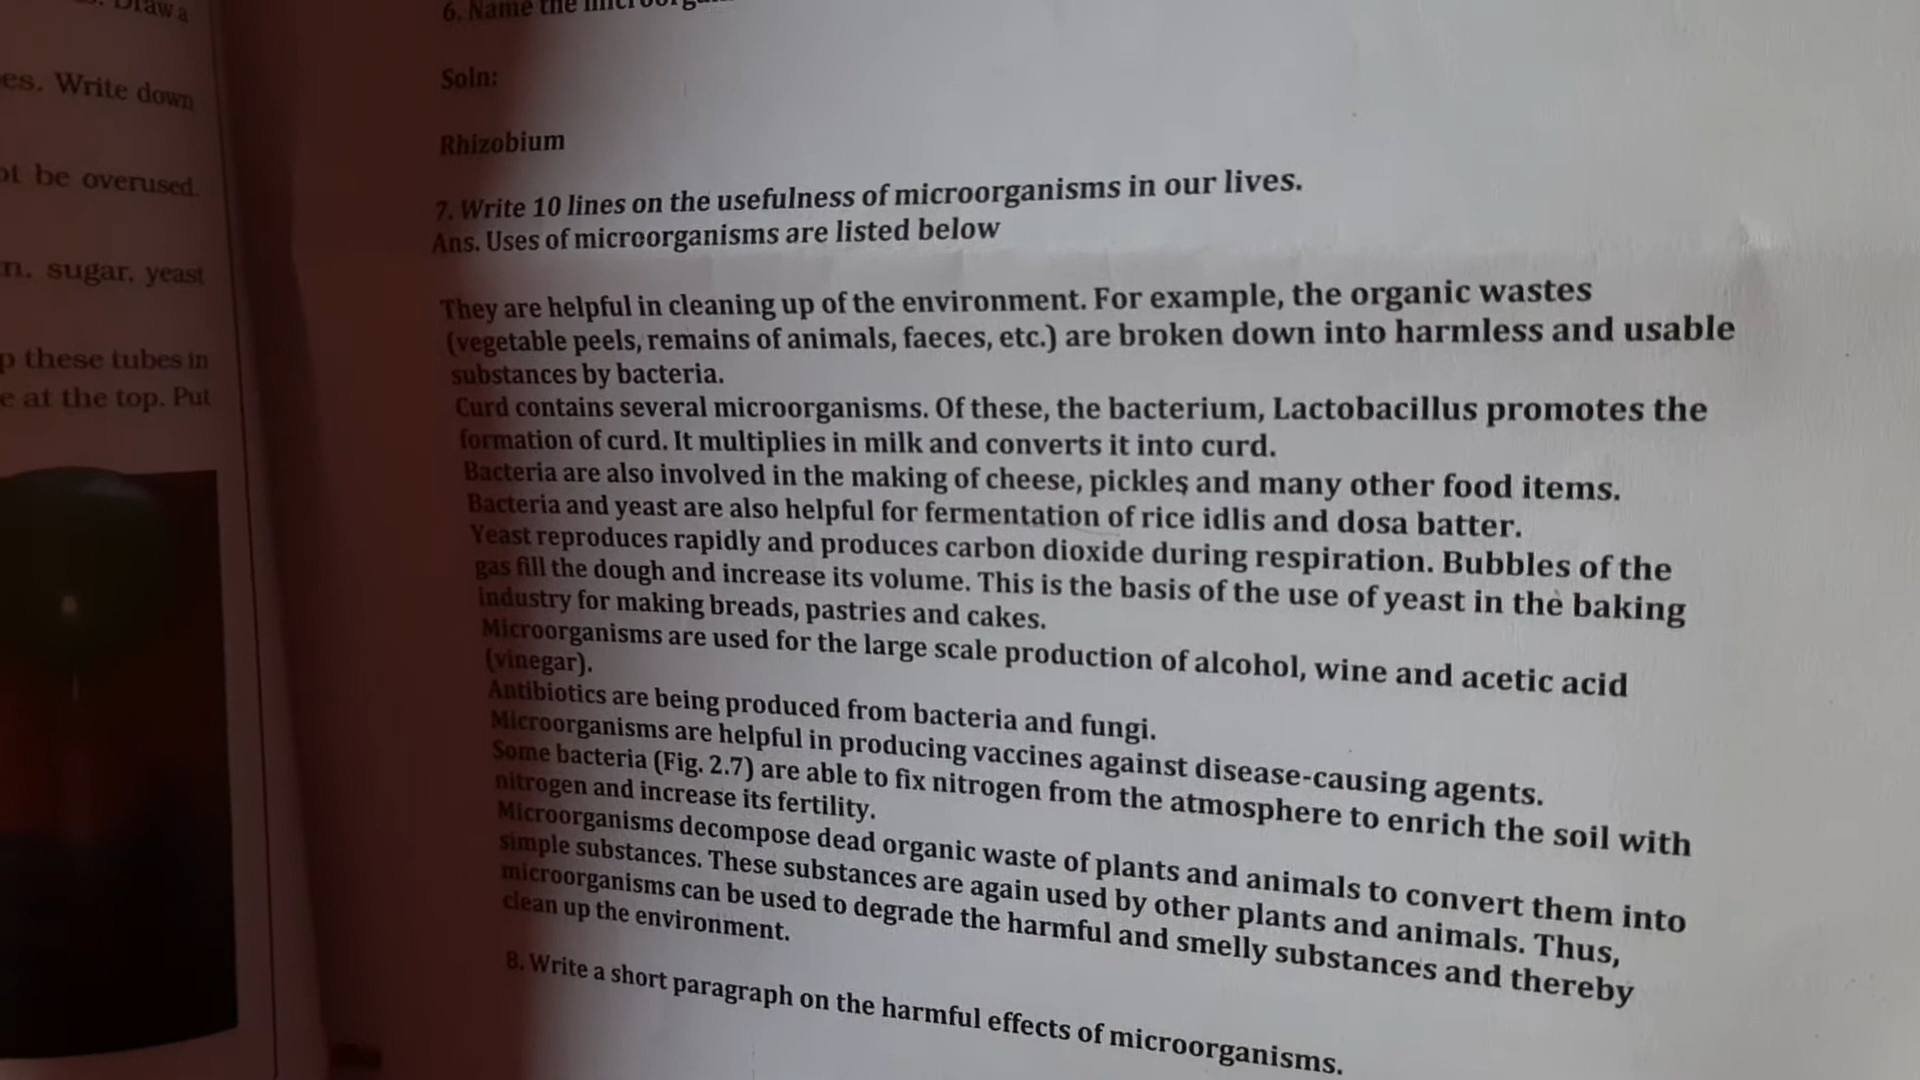 Draw a
es. Write down
ot be overused.
n, sugar, yeast
p these tubes in
e at the top. Put
6. Name the
Soln:
Rhizobium
7. Write 10 lines on the usefulness of microorganisms in our lives.
Ans. Uses of microorganisms are listed below
They are helpful in cleaning up of the environment. For example, the organic wastes
(vegetable peels, remains of animals, faeces, etc.) are broken down into harmless and usable
substances by bacteria.
Curd contains several microorganisms. Of these, the bacterium, Lactobacillus promotes the
formation of curd. It multiplies in milk and converts it into curd.
Bacteria are also involved in the making of cheese, pickles and many other food items.
Bacteria and yeast are also helpful for fermentation of rice idlis and dosa batter.
Yeast reproduces rapidly and produces carbon dioxide during respiration. Bubbles of the
gas fill the dough and increase its volume. This is the basis of the use of yeast in the baking
industry for making breads, pastries and cakes.
Microorganisms are used for the large scale production of alcohol, wine and acetic acid
(vinegar).
Antibiotics are being produced from bacteria and fungi.
Microorganisms are helpful in producing vaccines against disease-causing agents.
Some bacteria (Fig. 2.7) are able to fix nitrogen from the atmosphere to enrich the soil with
nitrogen and increase its fertility.
Microorganisms decompose dead organic waste of plants and animals to convert them into
simple substances. These substances are again used by other plants and animals. Thus,
microorganisms can be used to degrade the harmful and smelly substances and thereby
clean up the environment.
8. Write a short paragraph on the harmful effects of microorganisms.